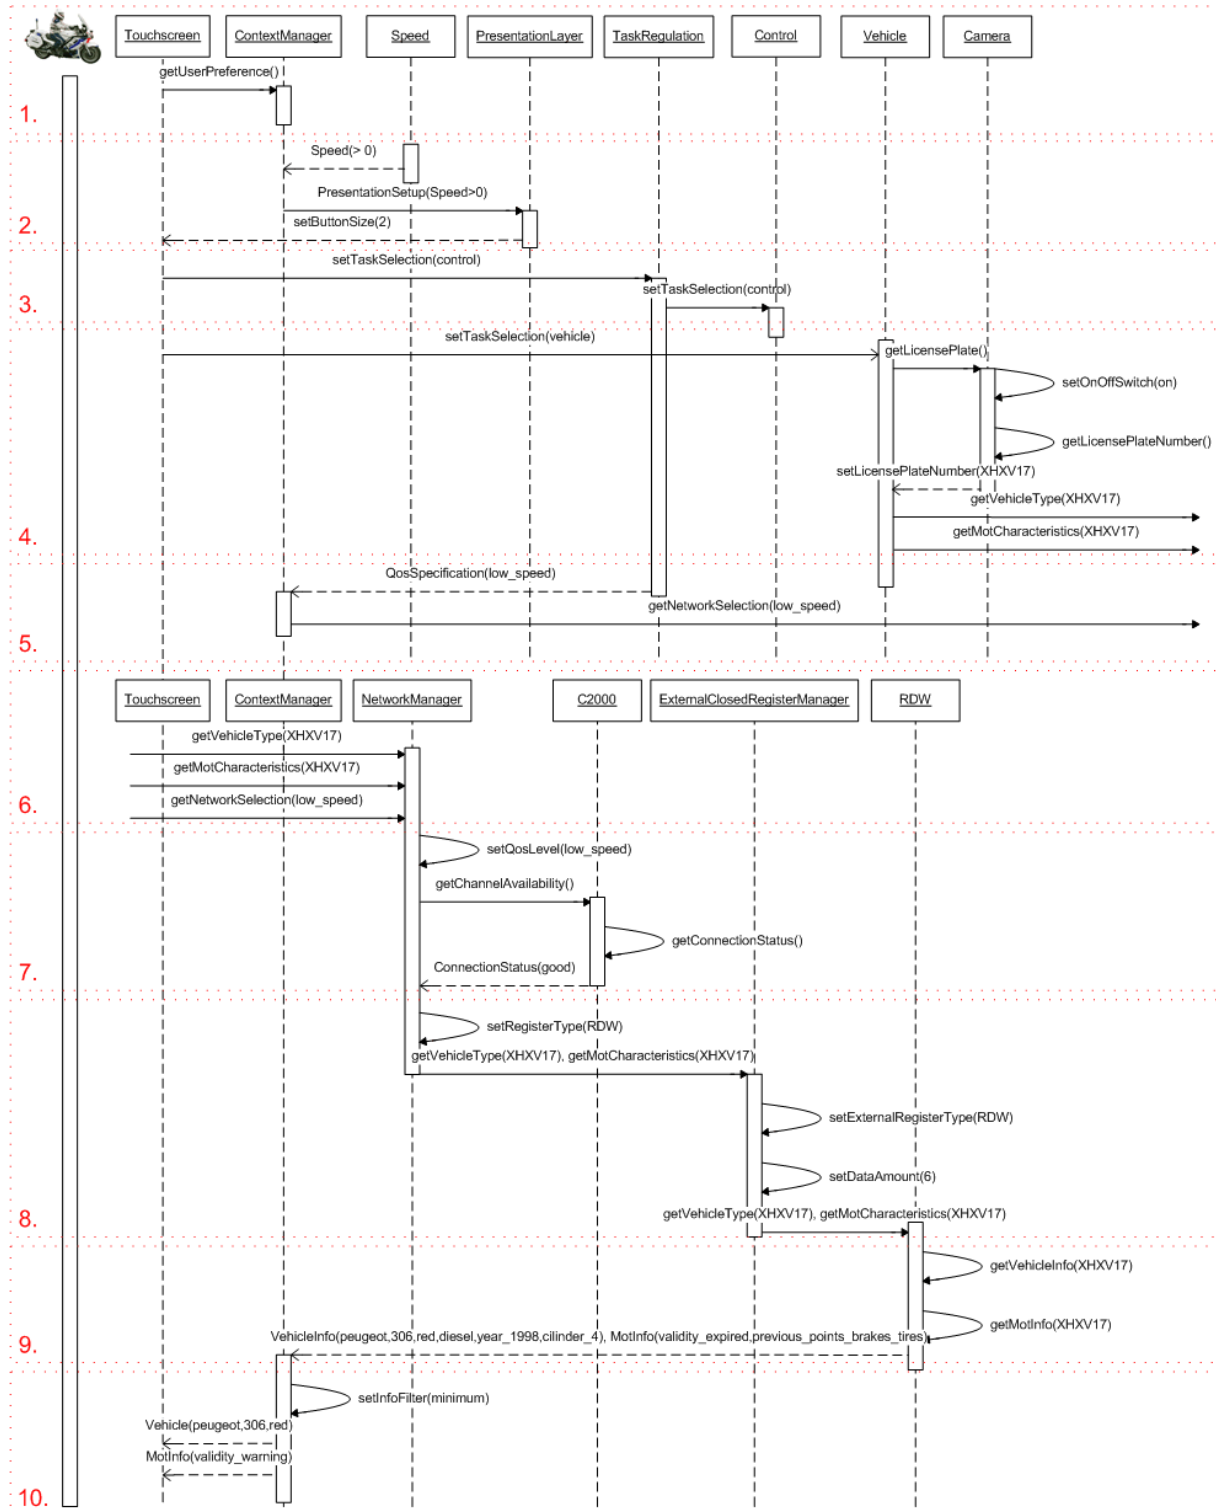 Touchscreen
ContextManager
Speed
PresentationLayer
TaskRegulation
Control
Vehicle
Camera
getUserPreference()
1.
Speed(> 0)
PresentationSetup(Speed>0)
setButtonSize(2)
2.
setTaskSelection(control)
setTaskSelection(control)
3.
setTaskSelection(vehicle)
getLicensePlate()
setOnOffSwitch(on)
getLicensePlateNumber()
setLicensePlateNumber(XHXV17)
getVehicleType(XHXV17)
getMotCharacteristics(XHXV17)
4.
QosSpecification(low_speed)
getNetworkSelection(low_speed)
5.
Touchscreen
ContextManager
NetworkManager
C2000
ExternalClosedRegisterManager
RDW
getVehicleType(XHXV17)
getMotCharacteristics(XHXV17)
getNetworkSelection(low_speed)
6.
setQosLevel(low_speed)
getChannelAvailability()
getConnectionStatus()
ConnectionStatus(good)
7.
setRegisterType(RDW)
getVehicleType(XHXV17), getMotCharacteristics(XHXV17)
setExternalRegisterType(RDW)
setDataAmount(6)
getVehicleType(XHXV17), getMotCharacteristics(XHXV17)
8.
getVehicleInfo(XHXV17)
getMotInfo(XHXV17)
VehicleInfo(peugeot,306,red,diesel,year_1998,cilinder_4), MotInfo(validity_expired,previous_points_brakes_tires)
9.
setInfoFilter(minimum)
Vehicle(peugeot,306,red)
MotInfo(validity_warning)
10.